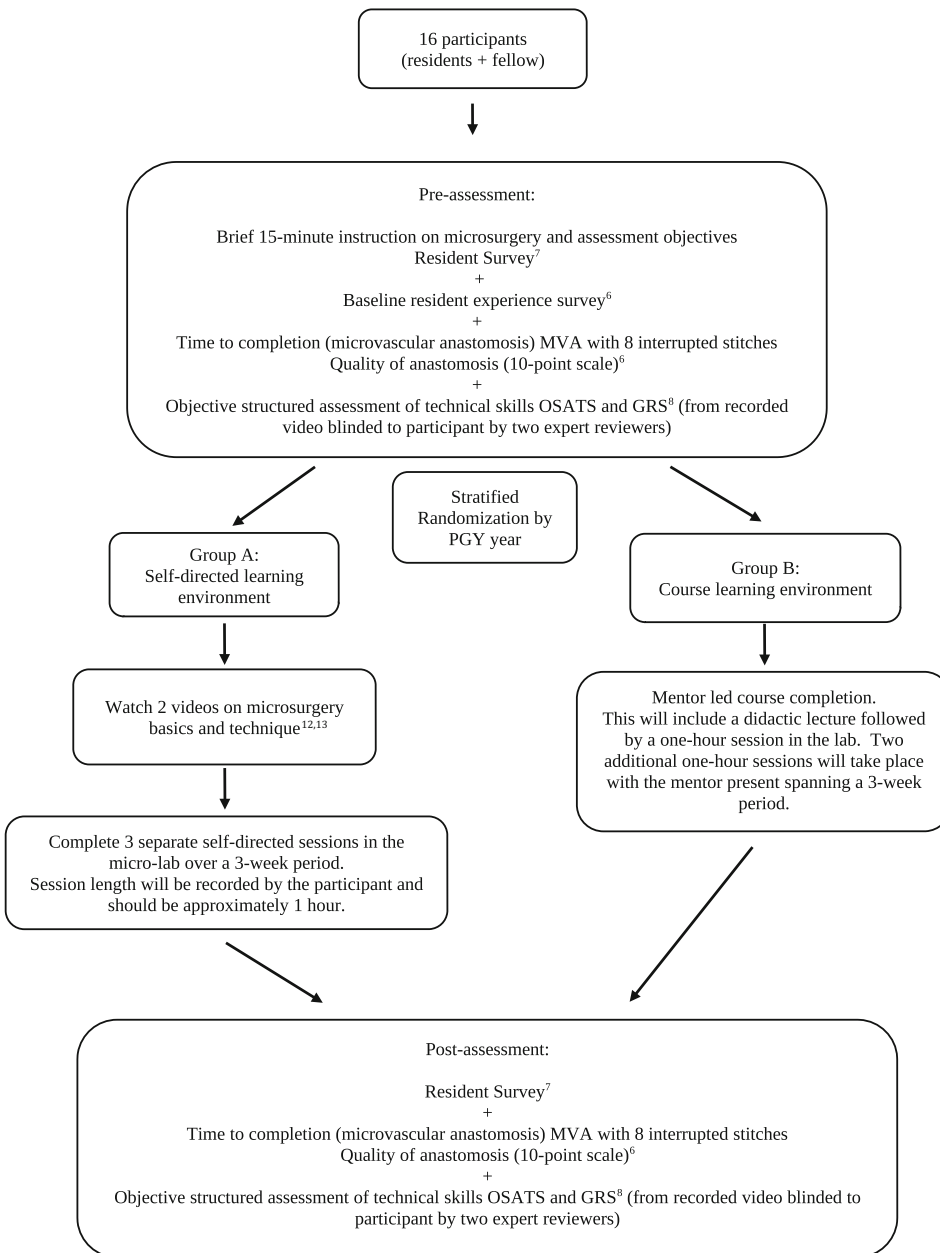 16 participants
(residents + fellow)
Pre-assessment:
Brief 15-minute instruction on microsurgery and assessment objectives
Resident Survey⁷
+
Baseline resident experience survey⁶
+
Time to completion (microvascular anastomosis) MVA with 8 interrupted stitches
Quality of anastomosis (10-point scale)⁶
+
Objective structured assessment of technical skills OSATS and GRS⁸ (from recorded
video blinded to participant by two expert reviewers)
Stratified
Randomization by
PGY year
Group A:
Self-directed learning
environment
Watch 2 videos on microsurgery
basics and technique¹²,¹³
Complete 3 separate self-directed sessions in the
micro-lab over a 3-week period.
Session length will be recorded by the participant and
should be approximately 1 hour.
Group B:
Course learning environment
Mentor led course completion.
This will include a didactic lecture followed
by a one-hour session in the lab.  Two
additional one-hour sessions will take place
with the mentor present spanning a 3-week
period.
Post-assessment:
Resident Survey⁷
+
Time to completion (microvascular anastomosis) MVA with 8 interrupted stitches
Quality of anastomosis (10-point scale)⁶
+
Objective structured assessment of technical skills OSATS and GRS⁸ (from recorded video blinded to
participant by two expert reviewers)